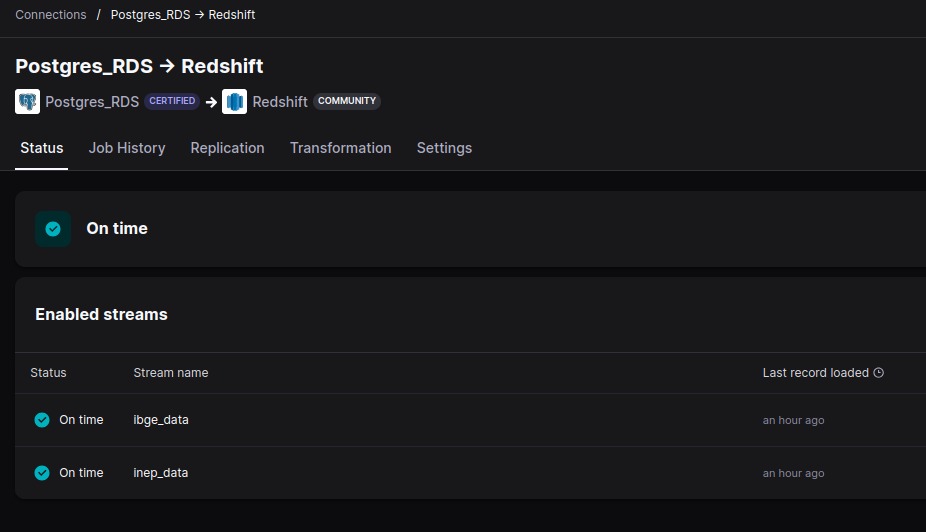 Connections / Postgres_RDS → Redshift
Postgres_RDS → Redshift
Postgres_RDS CERTIFIED → Redshift COMMUNITY
Status Job History Replication Transformation Settings
On time
Enabled streams
Status Stream name Last record loaded
On time ibge_data an hour ago
On time inep_data an hour ago